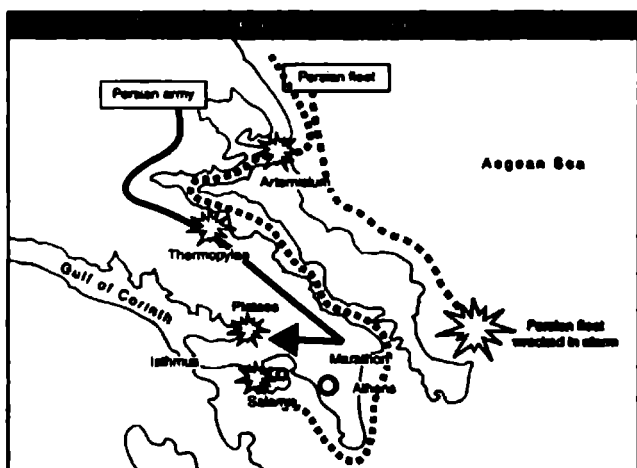 Persian fleet
Persian army
Aegean Sea
Artemisium
Thermopylae
Gulf of Corinth
Plataea
Persian fleet
wrecked in storm
Isthmus
Marathon
Salamis
Athens